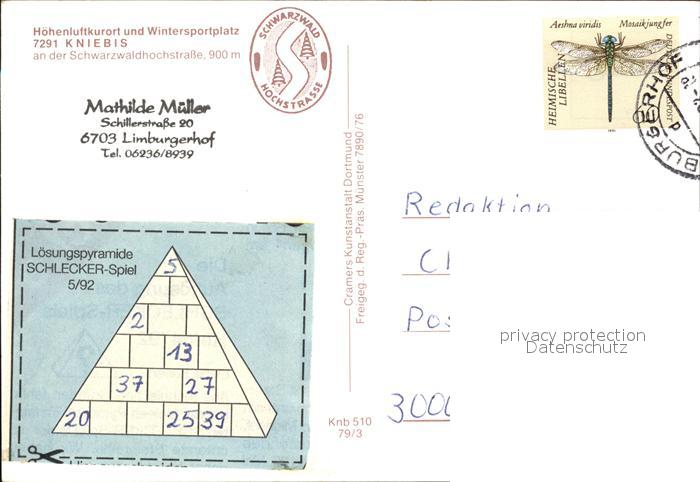 Höhenluftkurort und Wintersportplatz
7291 KNIEBIS
an der Schwarzwaldhochstraße, 900 m
SCHWARZWALD
HOCHSTRASSE
Aeshna viridis Mosaikjungfer
HEIMISCHE
LIBELLEN
Mathilde Müller
Schillerstraße 20
6703 Limburgerhof
Tel. 06236/8939
Cramers Kunstanstalt Dortmund
Freigeg. d. Reg.-Präs. Münster 7890/76
Redaktion
Lösungspyramide
SCHLECKER-Spiel
5/92
5
2
13
37 27
20 25 39
privacy protection
Datenschutz
Knb 510
79/3